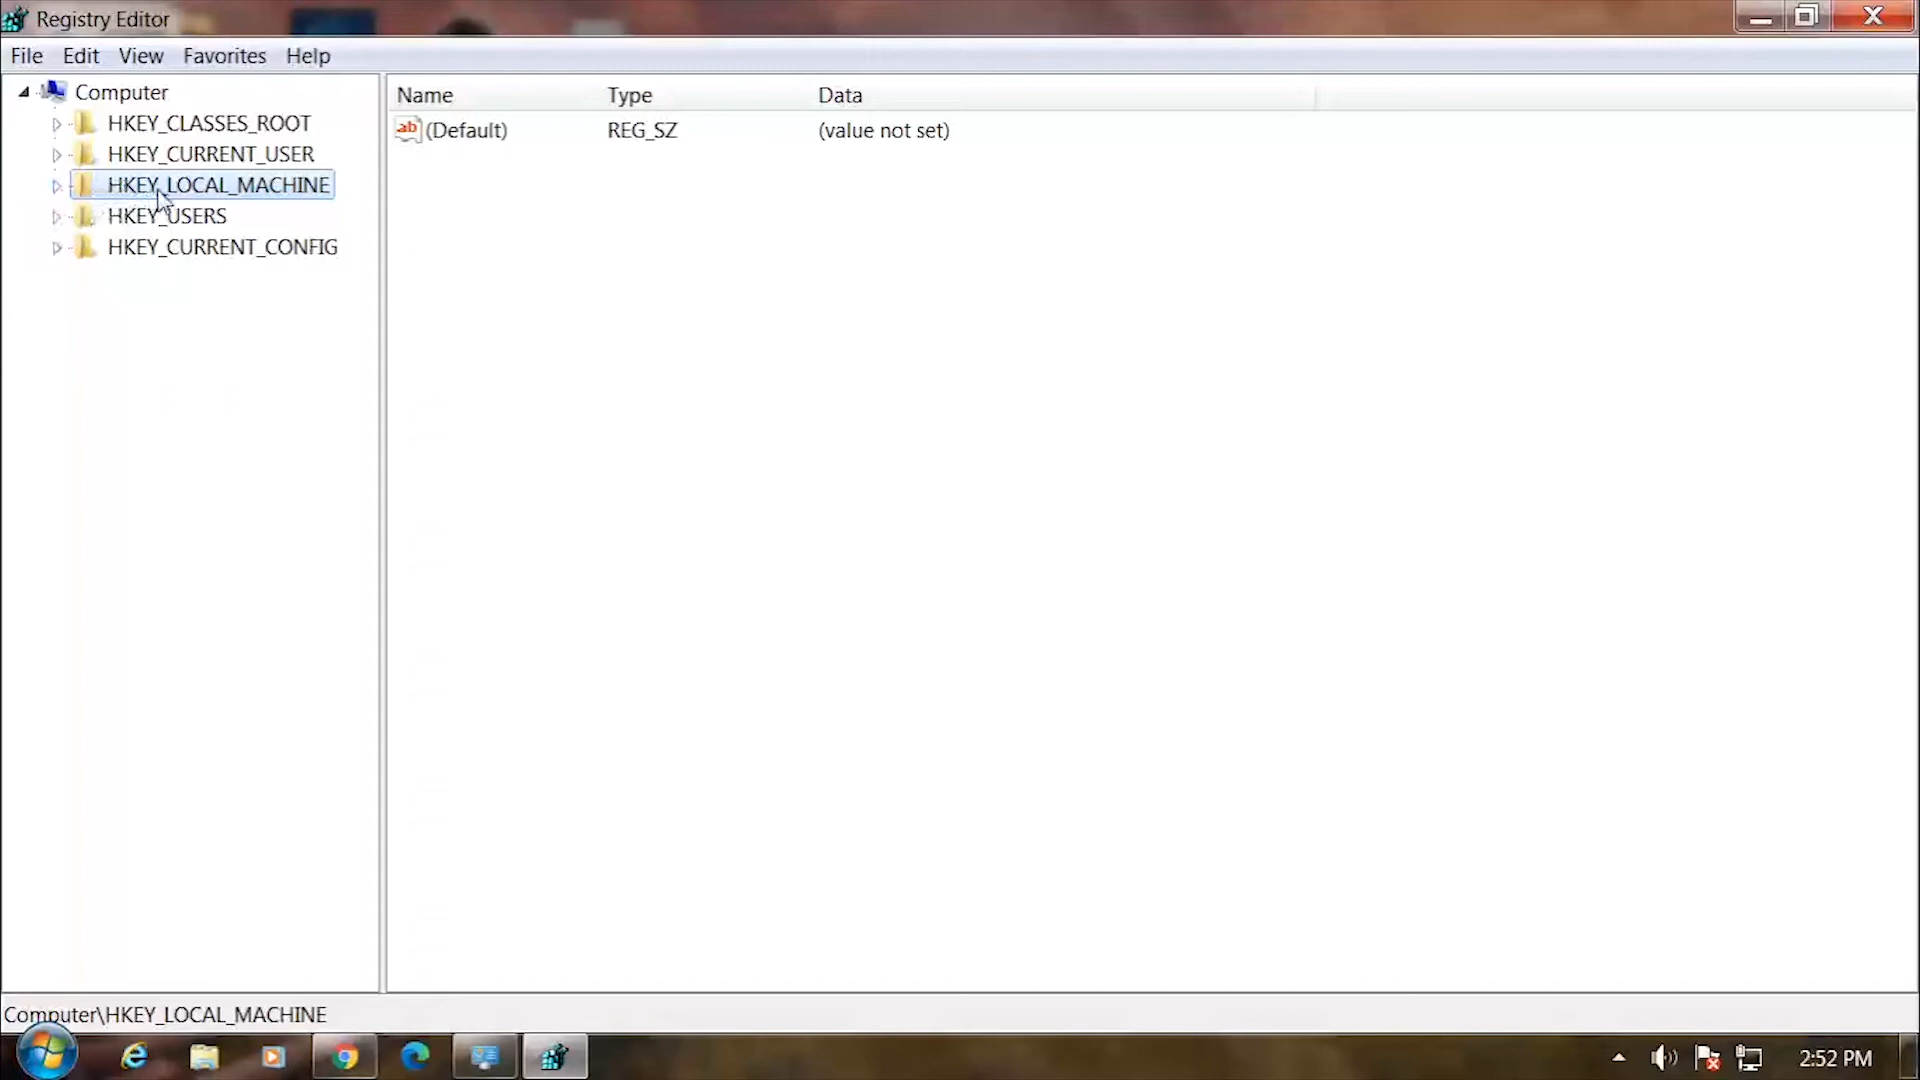 Registry Editor
File Edit View Favorites Help
Computer
HKEY_CLASSES_ROOT
HKEY_CURRENT_USER
HKEY_LOCAL_MACHINE
HKEY_USERS
HKEY_CURRENT_CONFIG
Name Type Data
ab (Default) REG_SZ (value not set)
Computer\HKEY_LOCAL_MACHINE
2:52 PM